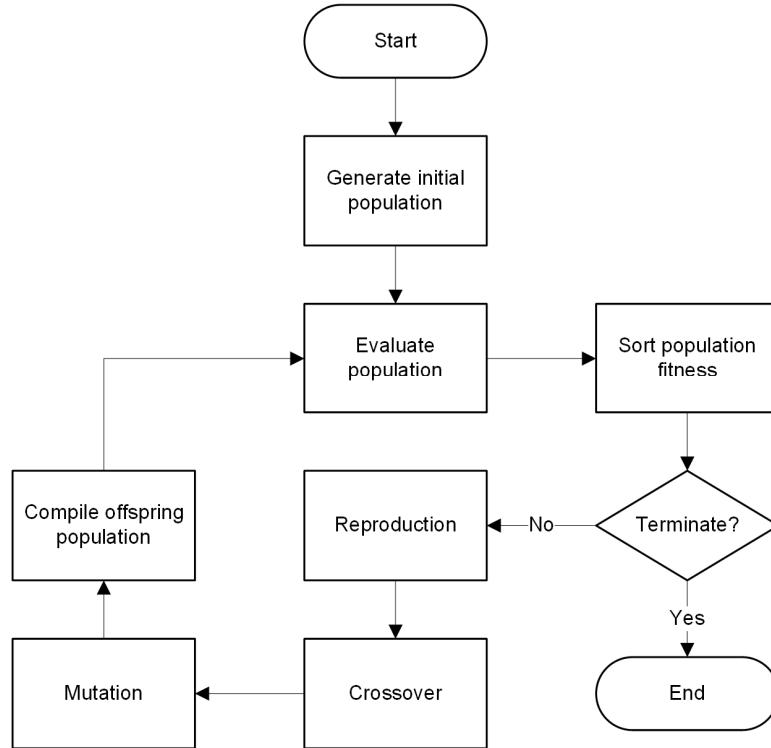 Start
Generate initial
population
Evaluate
population
Sort population
fitness
Compile offspring
population
Reproduction
No
Terminate?
Yes
Mutation
Crossover
End